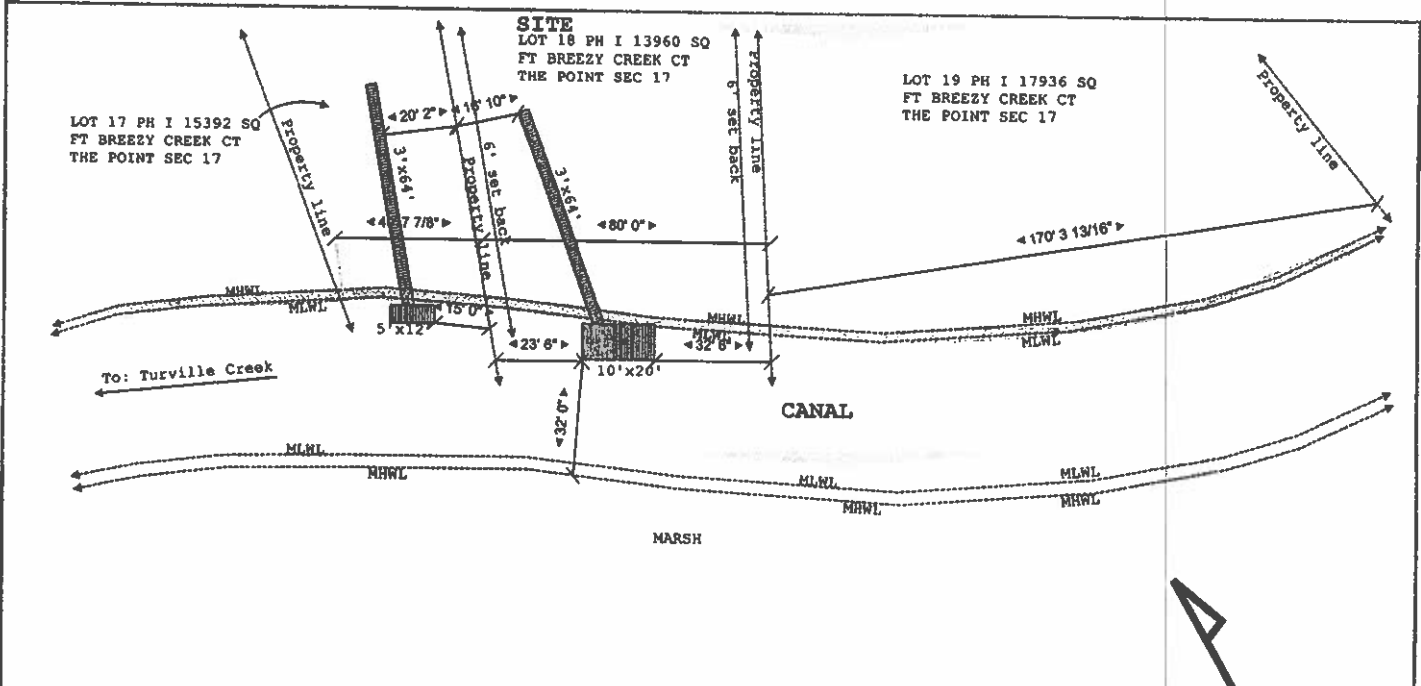 SITE
LOT 18 PH I 13960 SQ
FT BREEZY CREEK CT
THE POINT SEC 17
LOT 17 PH I 15392 SQ
FT BREEZY CREEK CT
THE POINT SEC 17
LOT 19 PH I 17936 SQ
FT BREEZY CREEK CT
THE POINT SEC 17
Property line
20' 2"
10"
3'x64'
Property line
6' set back
3'x64'
6' set back
Property line
Property line
7 7/8"
80' 0"
170' 3 13/16"
MHWL
MLWL
5 x12'
15' 0"
23' 6"
10'x20'
MHWL
MLWL
32' 8"
MHWL
MLWL
To: Turville Creek
32' 0"
CANAL
MLWL
MHWL
MLWL
MHWL
MLWL
MHWL
MARSH